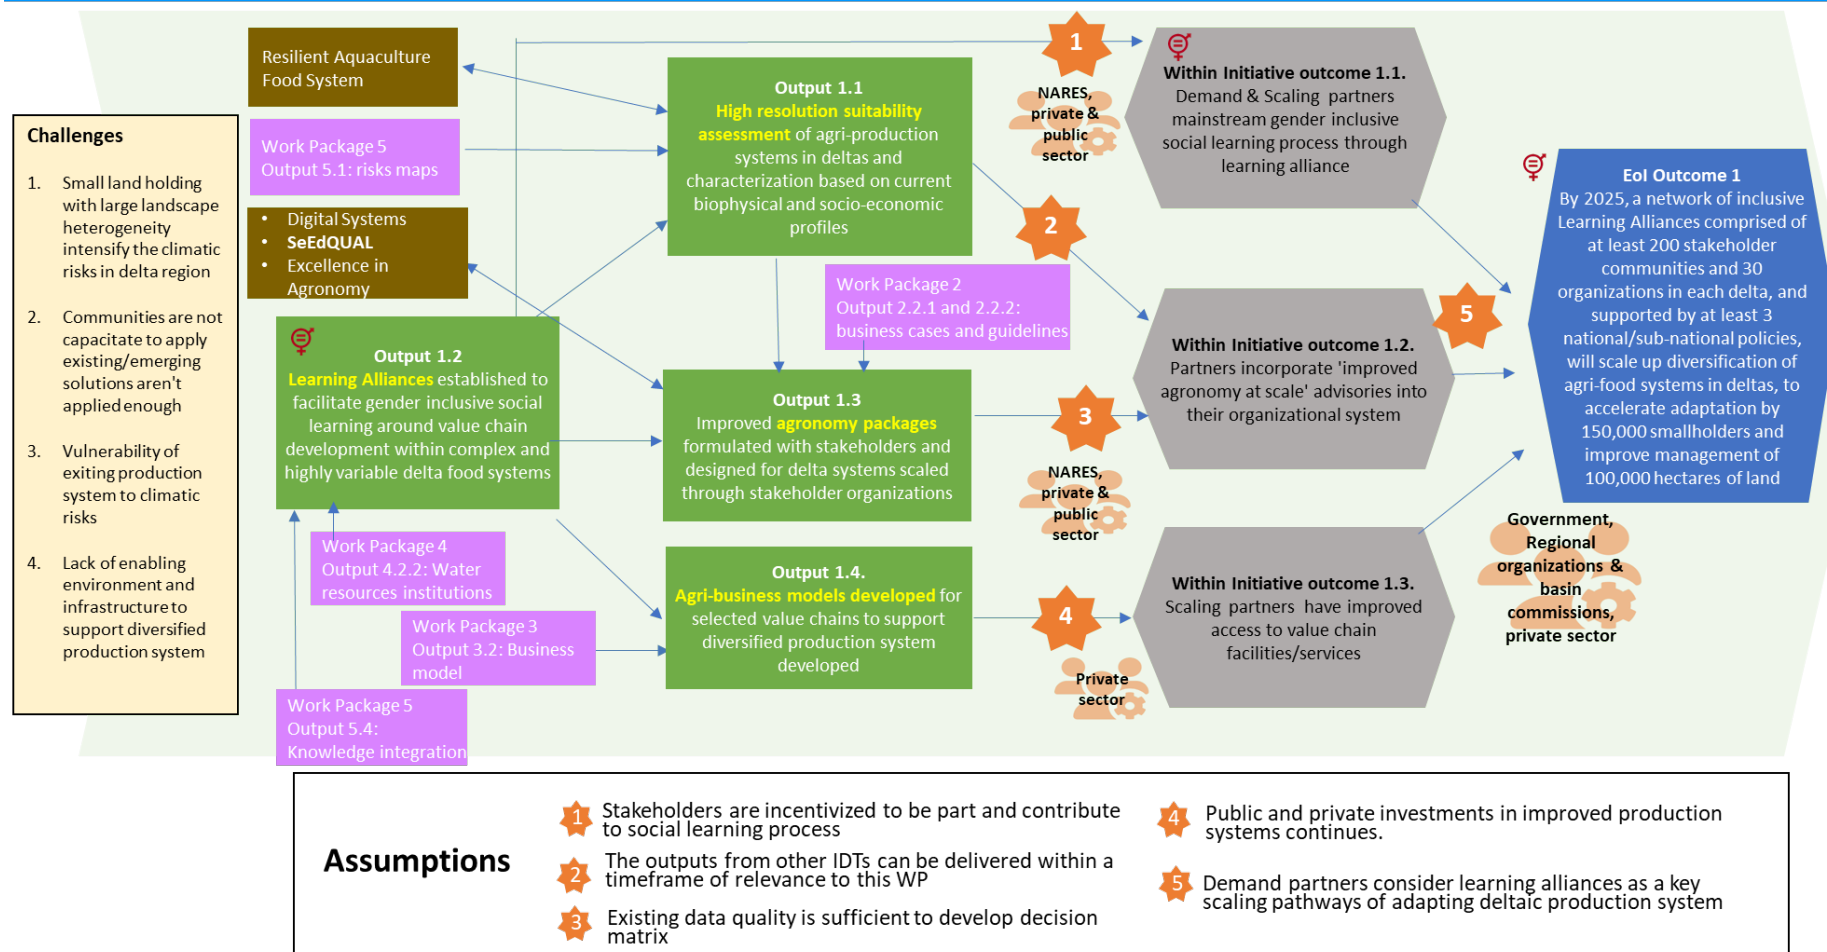 Challenges
1. Small land holding
with large landscape
heterogeneity
intensify the climatic
risks in delta region
2. Communities are not
capacitate to apply
existing/emerging
solutions aren't
applied enough
3. Vulnerability of
exiting production
system to climatic
risks
4. Lack of enabling
environment and
infrastructure to
support diversified
production system
Resilient Aquaculture
Food System
Work Package 5
Output 5.1: risks maps
• Digital Systems
• SeEdQUAL
• Excellence in
Agronomy
Output 1.2
Learning Alliances established to
facilitate gender inclusive social
learning around value chain
development within complex and
highly variable delta food systems
Work Package 4
Output 4.2.2: Water
resources institutions
Work Package 3
Output 3.2: Business
model
Work Package 5
Output 5.4:
Knowledge integration
Output 1.1
High resolution suitability
assessment of agri-production
systems in deltas and
characterization based on current
biophysical and socio-economic
profiles
Work Package 2
Output 2.2.1 and 2.2.2:
business cases and guidelines
Output 1.3
Improved agronomy packages
formulated with stakeholders and
designed for delta systems scaled
through stakeholder organizations
Output 1.4.
Agri-business models developed for
selected value chains to support
diversified production system
developed
1
NARES,
private &
public
sector
2
3
NARES,
private &
public
sector
4
Private
sector
Within Initiative outcome 1.1.
Demand & Scaling partners
mainstream gender inclusive
social learning process through
learning alliance
Within Initiative outcome 1.2.
Partners incorporate 'improved
agronomy at scale' advisories into
their organizational system
Within Initiative outcome 1.3.
Scaling partners have improved
access to value chain
facilities/services
5
EoI Outcome 1
By 2025, a network of inclusive
Learning Alliances comprised of
at least 200 stakeholder
communities and 30
organizations in each delta, and
supported by at least 3
national/sub-national policies,
will scale up diversification of
agri-food systems in deltas, to
accelerate adaptation by
150,000 smallholders and
improve management of
100,000 hectares of land
Government,
Regional
organizations &
basin
commissions,
private sector
Assumptions
1 Stakeholders are incentivized to be part and contribute
to social learning process
2 The outputs from other IDTs can be delivered within a
timeframe of relevance to this WP
3 Existing data quality is sufficient to develop decision
matrix
4 Public and private investments in improved production
systems continues.
5 Demand partners consider learning alliances as a key
scaling pathways of adapting deltaic production system